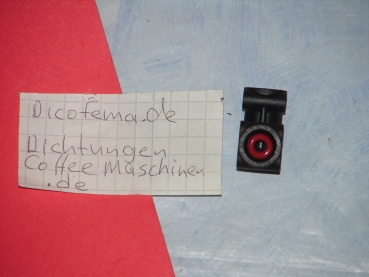 Dicofema.de
Dichtungen
Coffee Maschinen
.de